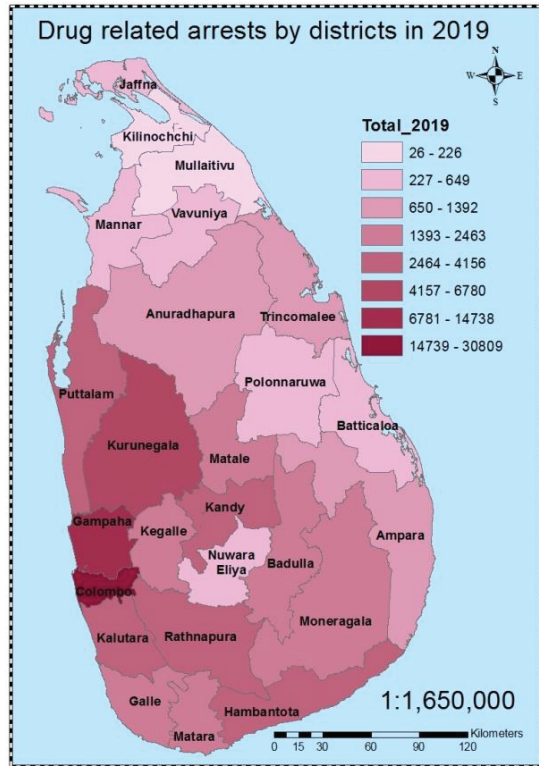 Drug related arrests by districts in 2019
N
W E
S
Jaffna
Kilinochchi
Mullaitivu
Mannar
Vavuniya
Total_2019
26 - 226
227 - 649
650 - 1392
1393 - 2463
2464 - 4156
4157 - 6780
6781 - 14738
14739 - 30809
Anuradhapura
Trincomalee
Polonnaruwa
Puttalam
Batticaloa
Kurunegala
Matale
Gampaha
Kegalle
Kandy
Ampara
Nuwara
Eliya
Badulla
Colombo
Moneragala
Kalutara
Rathnapura
Galle
Hambantota
Matara
1:1,650,000
Kilometers
0 15 30 60 90 120